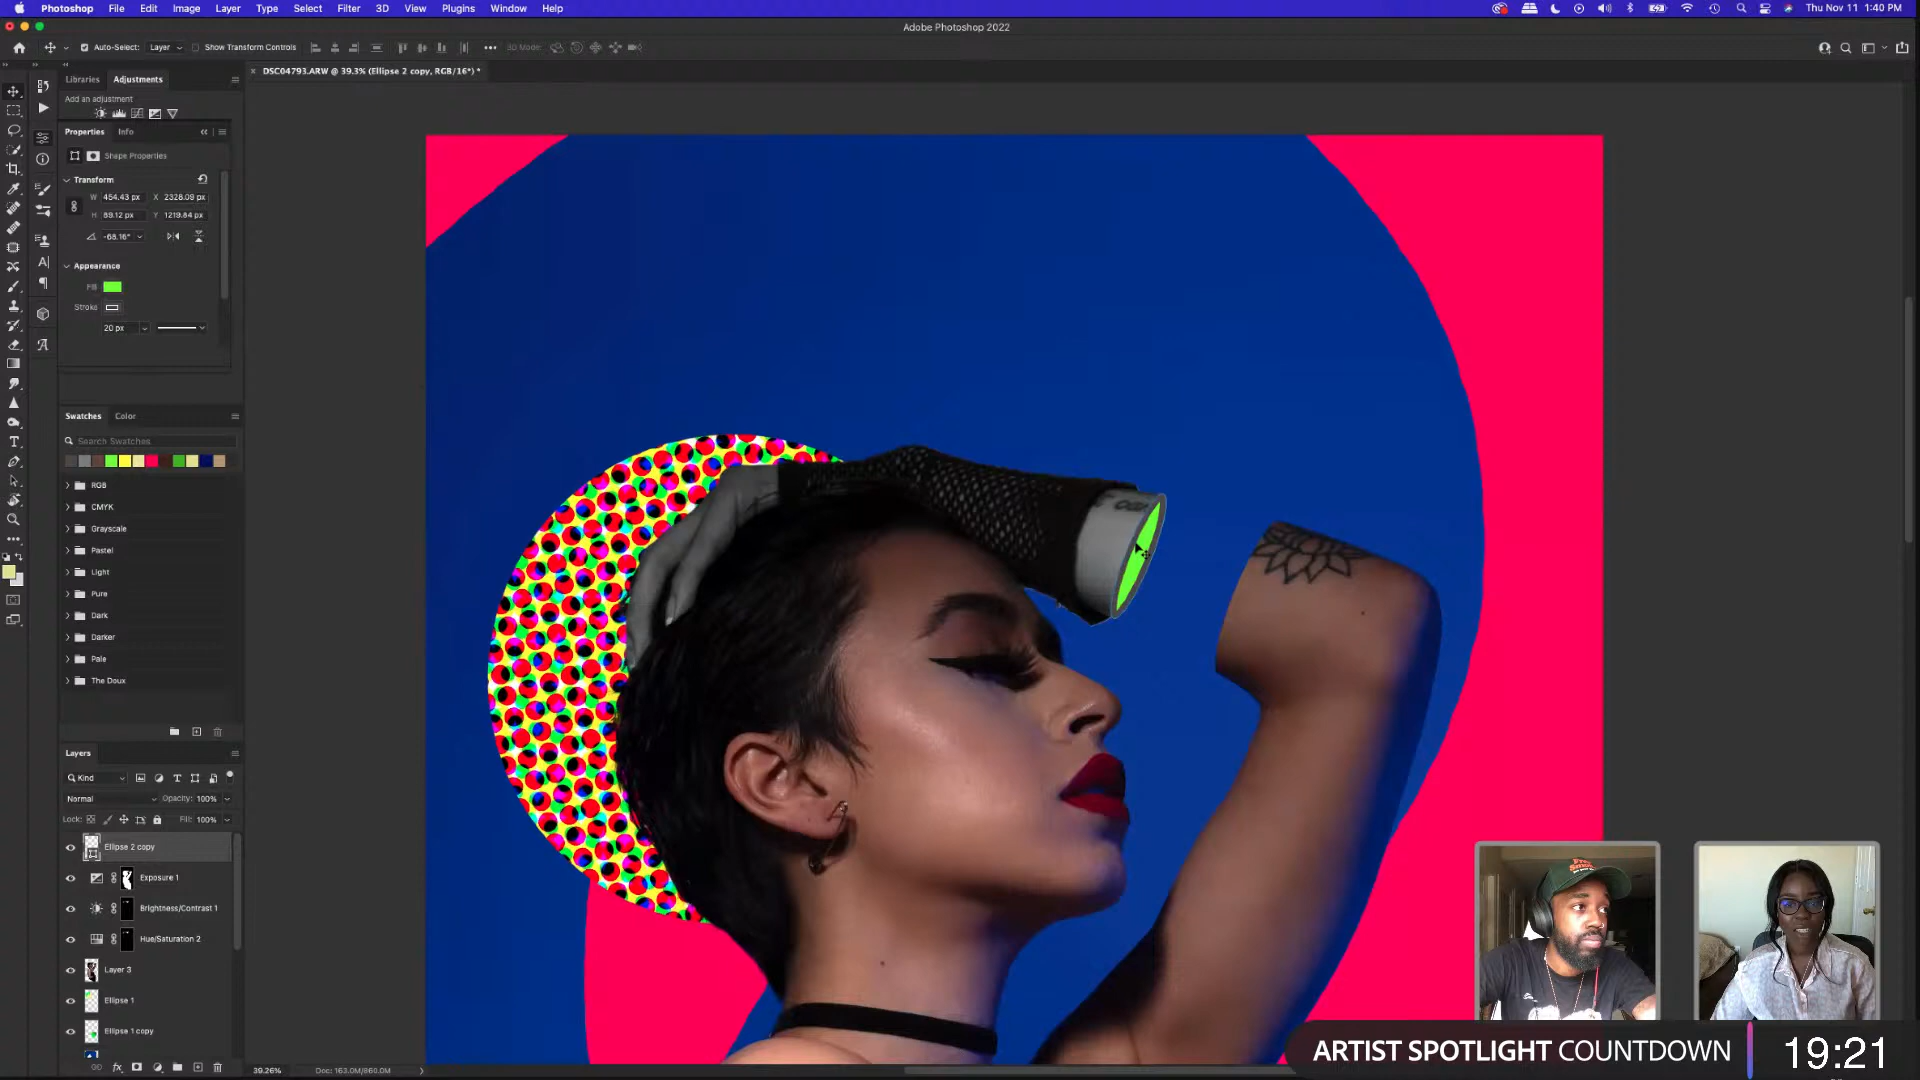 Photoshop File Edit Image Layer Type Select Filter 3D View Plugins Window Help
Thu Nov 11 1:40 PM
Adobe Photoshop 2022
Auto-Select: Layer Show Transform Controls 3D Mode:
DSC04793.ARW @ 39.3% (Ellipse 2 copy, RGB/16*) *
Libraries Adjustments
Add an adjustment
Properties Info
Shape Properties
Transform
W 454.43 px X 2328.09 px
H 89.12 px Y 1219.84 px
-68.16°
Appearance
Fill
Stroke
20 px
Swatches Color
Search Swatches
RGB
CMYK
Grayscale
Pastel
Light
Pure
Dark
Darker
Pale
The Doux
Layers
Kind
Normal Opacity: 100%
Lock: Fill: 100%
Ellipse 2 copy
Exposure 1
Brightness/Contrast 1
Hue/Saturation 2
Layer 3
Ellipse 1
Ellipse 1 copy
39.26% Doc: 163.0M/860.0M
ARTIST SPOTLIGHT COUNTDOWN 19:21